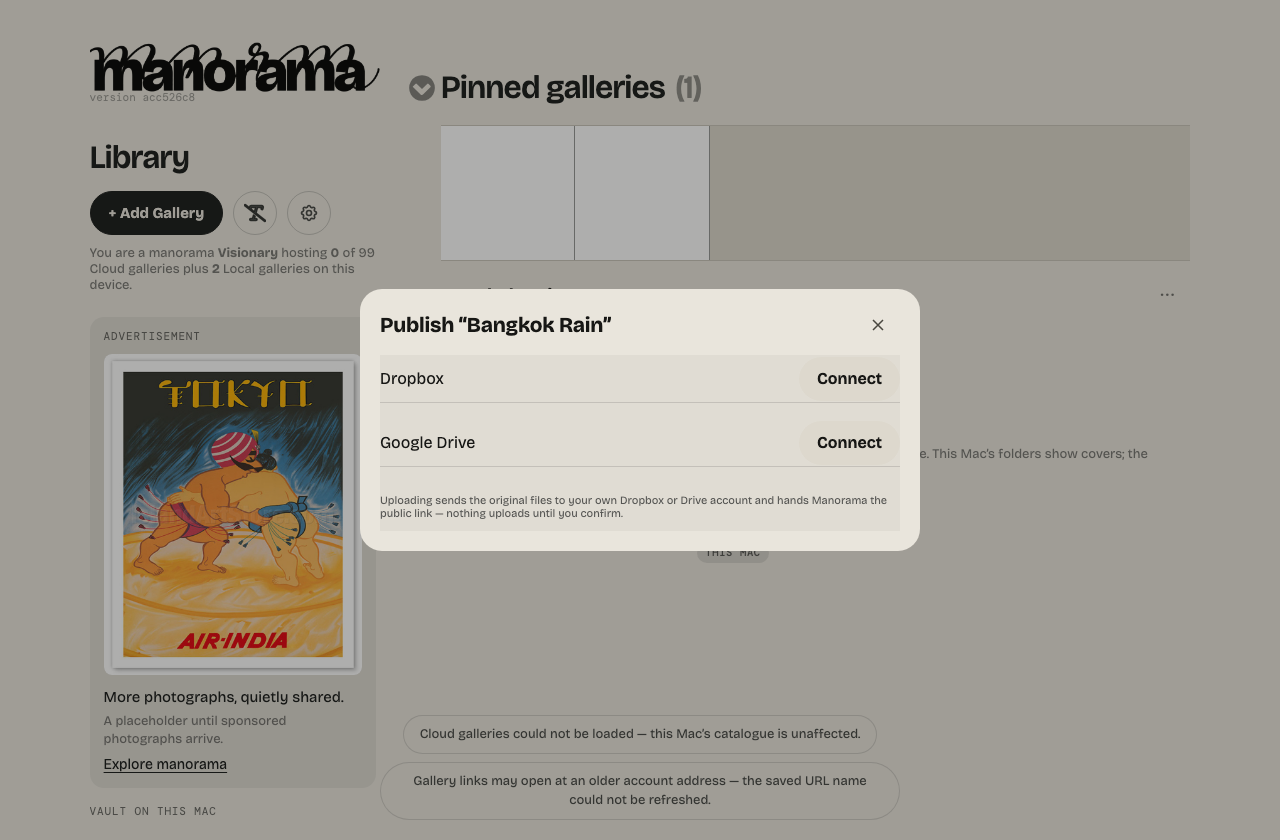 manorama
version acc526c8
Pinned galleries (1)
Library
+ Add Gallery
You are a manorama Visionary hosting 0 of 99
Cloud galleries plus 2 Local galleries on this
device.
ADVERTISEMENT
TOKYO
AIR-INDIA
More photographs, quietly shared.
A placeholder until sponsored
photographs arrive.
Explore manorama
VAULT ON THIS MAC
Publish “Bangkok Rain”
Dropbox
Connect
Google Drive
Connect
Uploading sends the original files to your own Dropbox or Drive account and hands Manorama the
public link — nothing uploads until you confirm.
e. This Mac’s folders show covers; the
THIS MAC
Cloud galleries could not be loaded — this Mac’s catalogue is unaffected.
Gallery links may open at an older account address — the saved URL name
could not be refreshed.